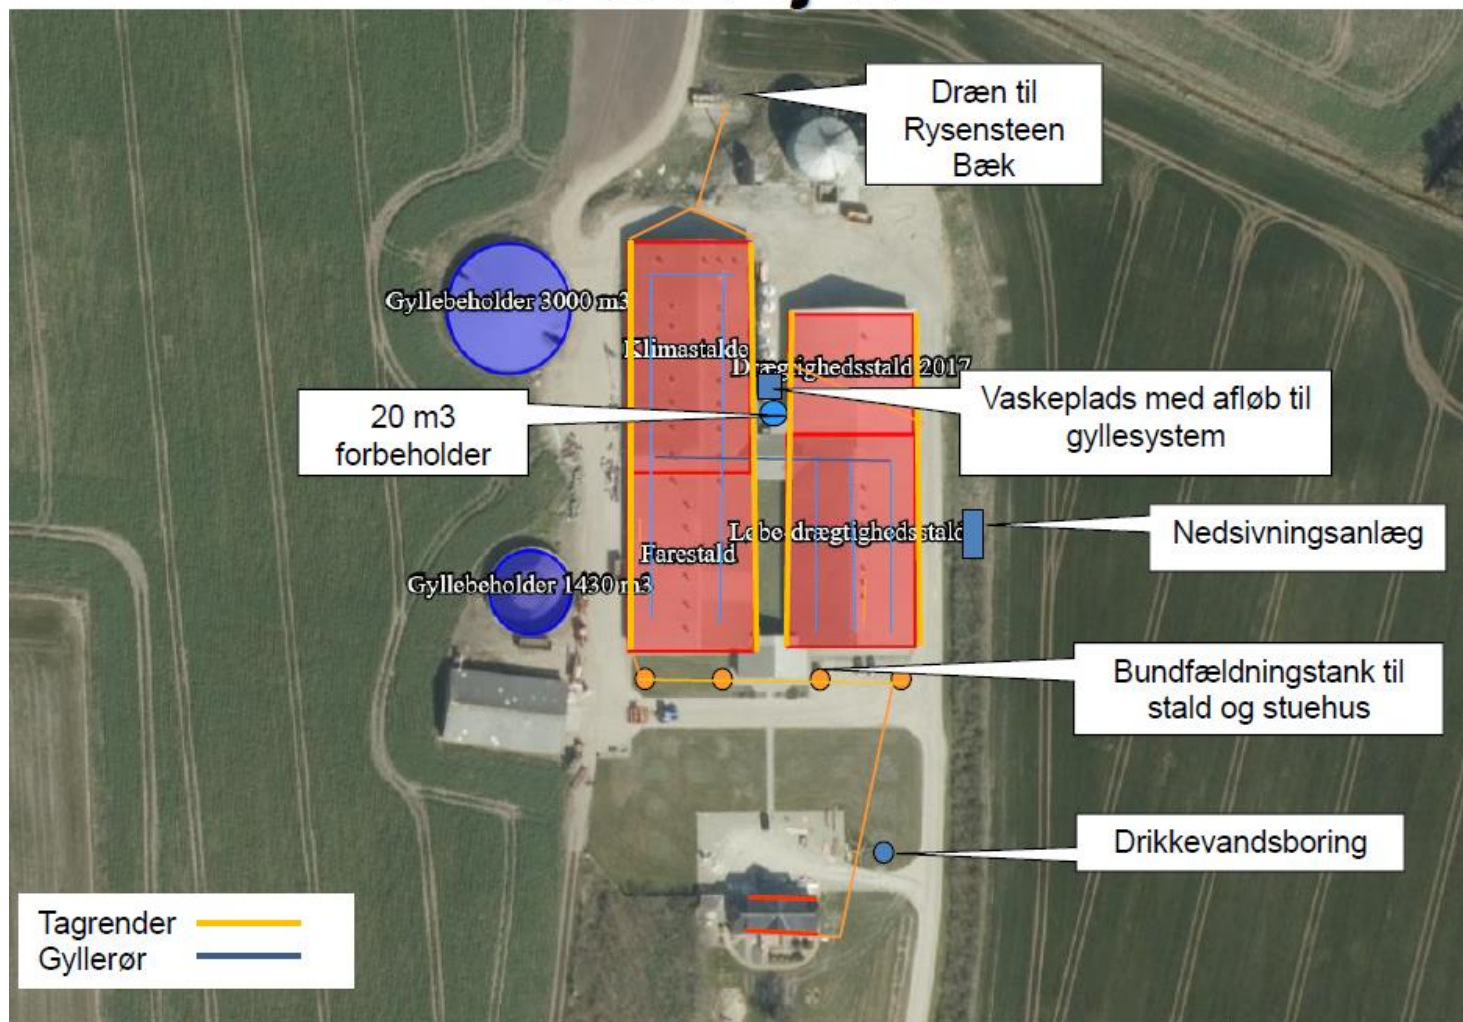 Dræn til
Rysensteen
Bæk
Gyllebeholder 3000 m3
Klimastalde
Drægtighedsstald 2017
20 m3
forbeholder
Vaskeplads med afløb til
gyllesystem
Nedsivningsanlæg
Løbe-drægtighedsstald
Farestald
Gyllebeholder 1430 m3
Bundfældningstank til
stald og stuehus
Drikkevandsboring
Tagrender
Gyllerør